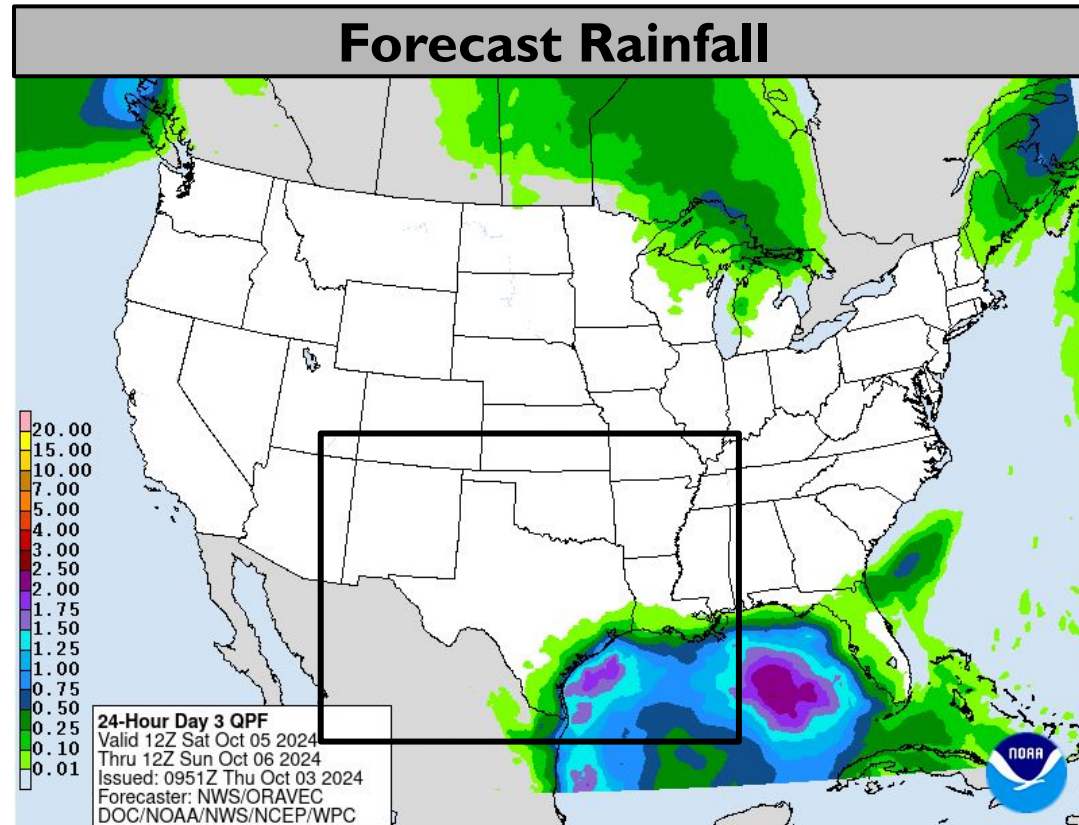 Forecast Rainfall
20.00
15.00
10.00
7.00
5.00
4.00
3.00
2.50
2.00
1.75
1.50
1.25
1.00
0.75
0.50
0.25
0.10
0.01
24-Hour Day 3 QPF
Valid 12Z Sat Oct 05 2024
Thru 12Z Sun Oct 06 2024
Issued: 0951Z Thu Oct 03 2024
Forecaster: NWS/ORAVEC
DOC/NOAA/NWS/NCEP/WPC
NOAA